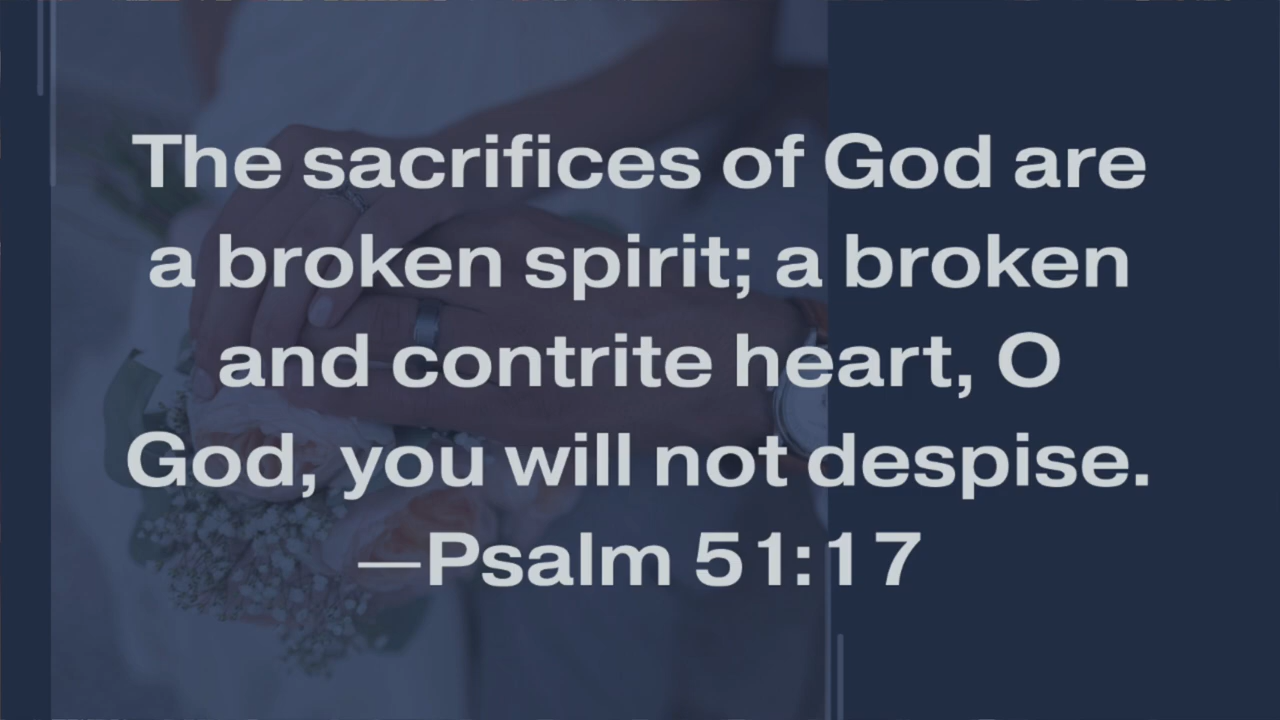 The sacrifices of God are
a broken spirit; a broken
and contrite heart, O
God, you will not despise.
—Psalm 51:17